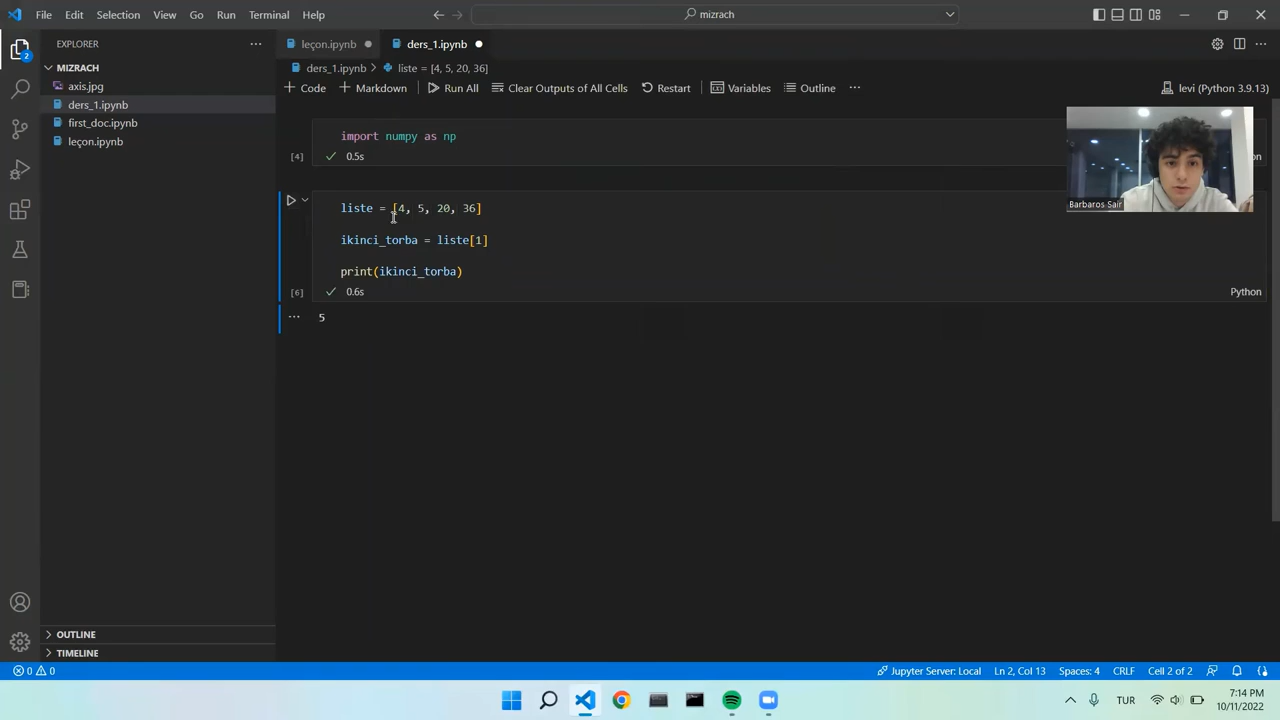 File Edit Selection View Go Run Terminal Help
mizrach
EXPLORER
leçon.ipynb
ders_1.ipynb
MIZRACH
ders_1.ipynb > liste = [4, 5, 20, 36]
axis.jpg
Code Markdown Run All Clear Outputs of All Cells Restart Variables Outline
levi (Python 3.9.13)
ders_1.ipynb
first_doc.ipynb
leçon.ipynb
2
import numpy as np
[4] 0.5s
Barbaros Sair
liste = [4, 5, 20, 36]
ikinci_torba = liste[1]
print(ikinci_torba)
[6] 0.6s
Python
5
OUTLINE
TIMELINE
0 0
Jupyter Server: Local Ln 2, Col 13 Spaces: 4 CRLF Cell 2 of 2
TUR
7:14 PM
10/11/2022